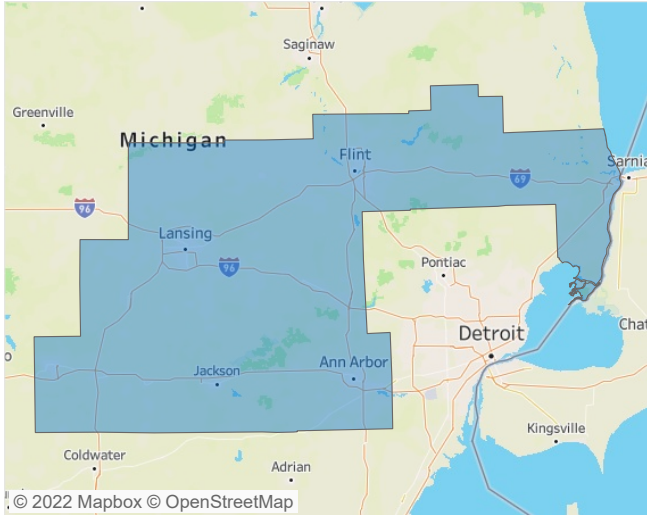 Saginaw
Greenville
Michigan
Flint
69
Sarnia
96
Lansing
96
Pontiac
Detroit
Chat
Jackson
Ann Arbor
Kingsville
Coldwater
Adrian
© 2022 Mapbox © OpenStreetMap